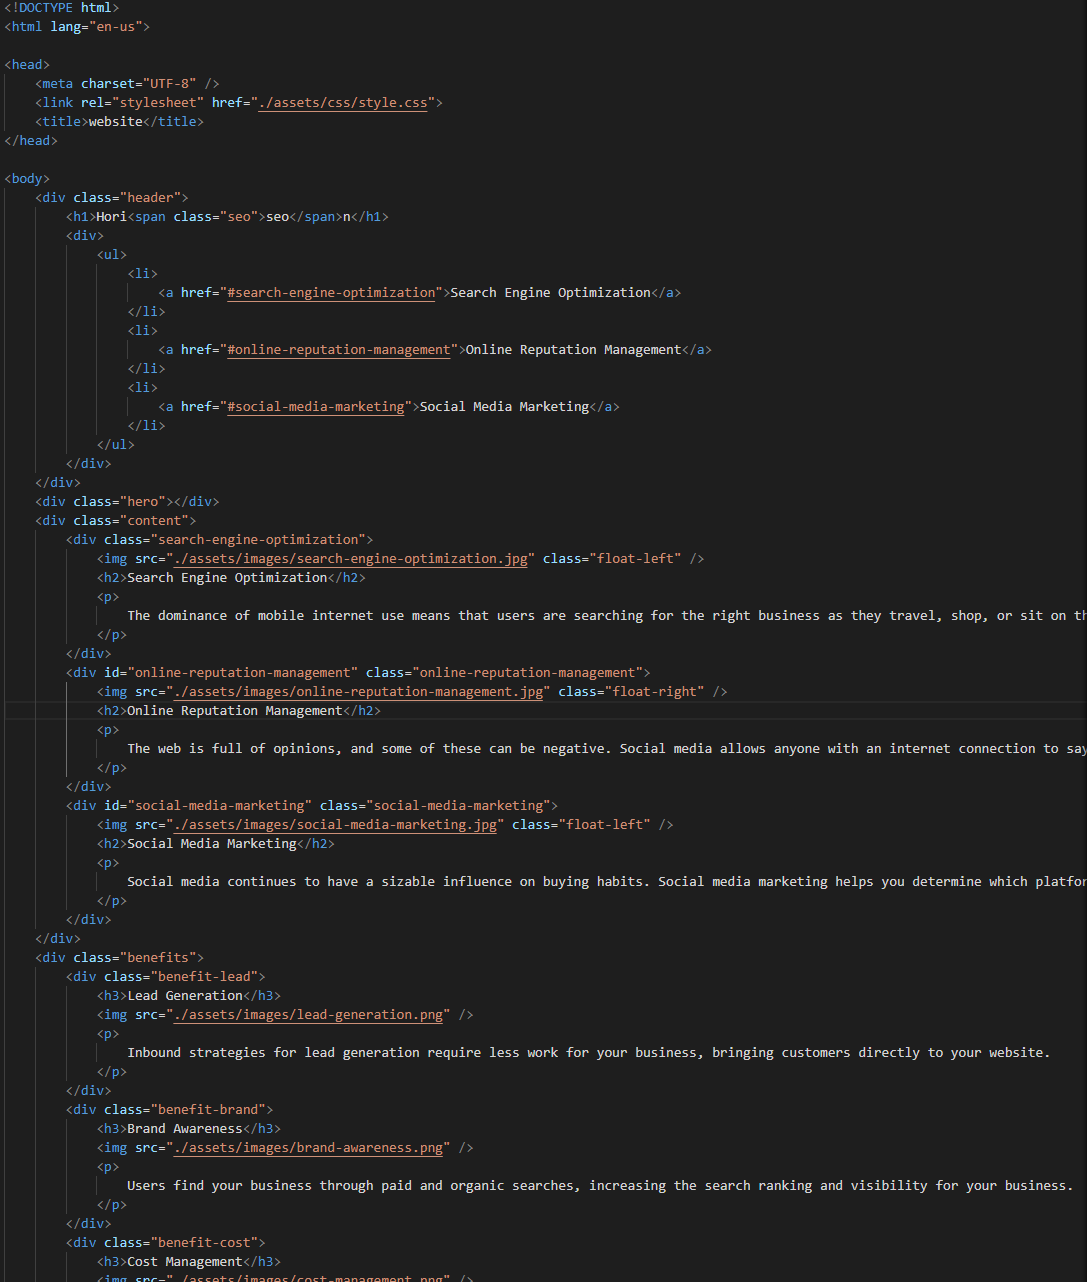 <!DOCTYPE html>
<html lang="en-us">
<head>
<meta charset="UTF-8" />
<link rel="stylesheet" href="./assets/css/style.css">
<title>website</title>
</head>
<body>
<div class="header">
<h1>Hori<span class="seo">seo</span>n</h1>
<div>
<ul>
<li>
<a href="#search-engine-optimization">Search Engine Optimization</a>
</li>
<li>
<a href="#online-reputation-management">Online Reputation Management</a>
</li>
<li>
<a href="#social-media-marketing">Social Media Marketing</a>
</li>
</ul>
</div>
</div>
<div class="hero"></div>
<div class="content">
<div class="search-engine-optimization">
<img src="./assets/images/search-engine-optimization.jpg" class="float-left" />
<h2>Search Engine Optimization</h2>
<p>
The dominance of mobile internet use means that users are searching for the right business as they travel, shop, or sit on
</p>
</div>
<div id="online-reputation-management" class="online-reputation-management">
<img src="./assets/images/online-reputation-management.jpg" class="float-right" />
<h2>Online Reputation Management</h2>
<p>
The web is full of opinions, and some of these can be negative. Social media allows anyone with an internet connection to say
</p>
</div>
<div id="social-media-marketing" class="social-media-marketing">
<img src="./assets/images/social-media-marketing.jpg" class="float-left" />
<h2>Social Media Marketing</h2>
<p>
Social media continues to have a sizable influence on buying habits. Social media marketing helps you determine which
</p>
</div>
</div>
<div class="benefits">
<div class="benefit-lead">
<h3>Lead Generation</h3>
<img src="./assets/images/lead-generation.png" />
<p>
Inbound strategies for lead generation require less work for your business, bringing customers directly to your website.
</p>
</div>
<div class="benefit-brand">
<h3>Brand Awareness</h3>
<img src="./assets/images/brand-awareness.png" />
<p>
Users find your business through paid and organic searches, increasing the search ranking and visibility for your business.
</p>
</div>
<div class="benefit-cost">
<h3>Cost Management</h3>
<img src="./assets/images/cost-management.png" />